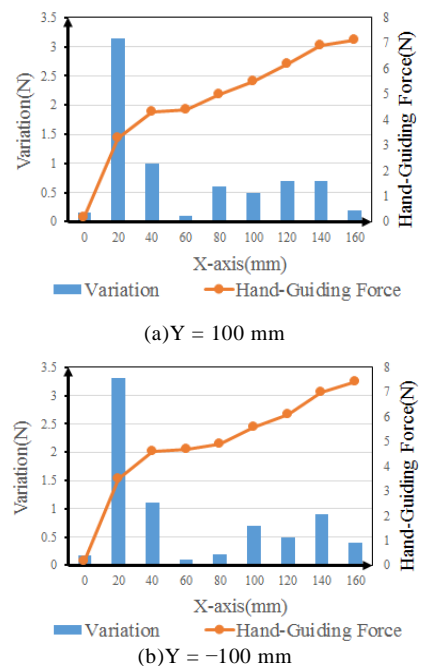 3.5 8
3 7
2.5 6
2 5
1.5 4
1 3
0.5 2
0 1
0
Variation(N)
Hand-Guiding Force(N)
0 20 40 60 80 100 120 140 160
X-axis(mm)
Variation Hand-Guiding Force
(a)Y = 100 mm
3.5 8
3 7
2.5 6
2 5
1.5 4
1 3
0.5 2
0 1
0
Variation(N)
Hand-Guiding Force(N)
0 20 40 60 80 100 120 140 160
X-axis(mm)
Variation Hand-Guiding Force
(b)Y = −100 mm